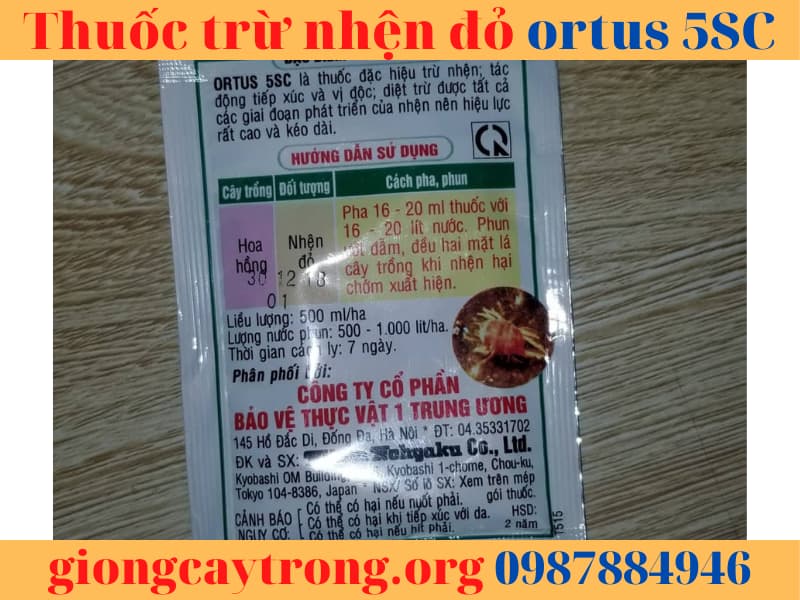 Thuốc trừ nhện đỏ ortus 5SC
ORTUS 5SC là thuốc đặc hiệu trừ nhện; tác
động tiếp xúc và vị độc; diệt trừ được tất cả
các giai đoạn phát triển của nhện nên hiệu lực
rất cao và kéo dài.
HƯỚNG DẪN SỬ DỤNG
Cây trồng Đối tượng Cách pha, phun
Hoa hồng
Nhện đỏ
Pha 16 - 20 ml thuốc với
16 - 20 lít nước. Phun
đẫm, đều hai mặt lá
cây trồng khi nhện hại
chớm xuất hiện.
30 12 18
01
Liều lượng: 500 ml/ha
Lượng nước phun: 500 - 1.000 lít/ha.
Thời gian cách ly: 7 ngày.
Phân phối bởi:
CÔNG TY CỔ PHẦN
BẢO VỆ THỰC VẬT 1 TRUNG ƯƠNG
145 Hồ Đắc Di, Đống Đa, Hà Nội * ĐT: 04.35331702
ĐK và SX: Nohyaku Co., Ltd.
Kyobashi OM Building, Kyobashi 1-chome, Chou-ku,
Tokyo 104-8386, Japan * NSX/ Số lô SX: Xem trên mép
gói thuốc.
CẢNH BÁO NGUY CƠ:
Có thể có hại nếu nuốt phải.
Có thể có hại khi tiếp xúc với da.
Có thể có hại nếu hít phải.
HSD:
2 năm
1515
giongcaytrong.org 0987884946